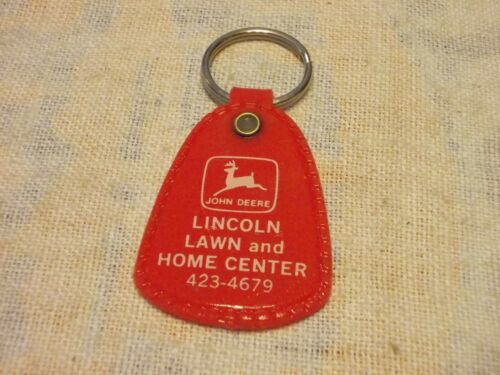 JOHN DEERE
LINCOLN
LAWN and
HOME CENTER
423-4679